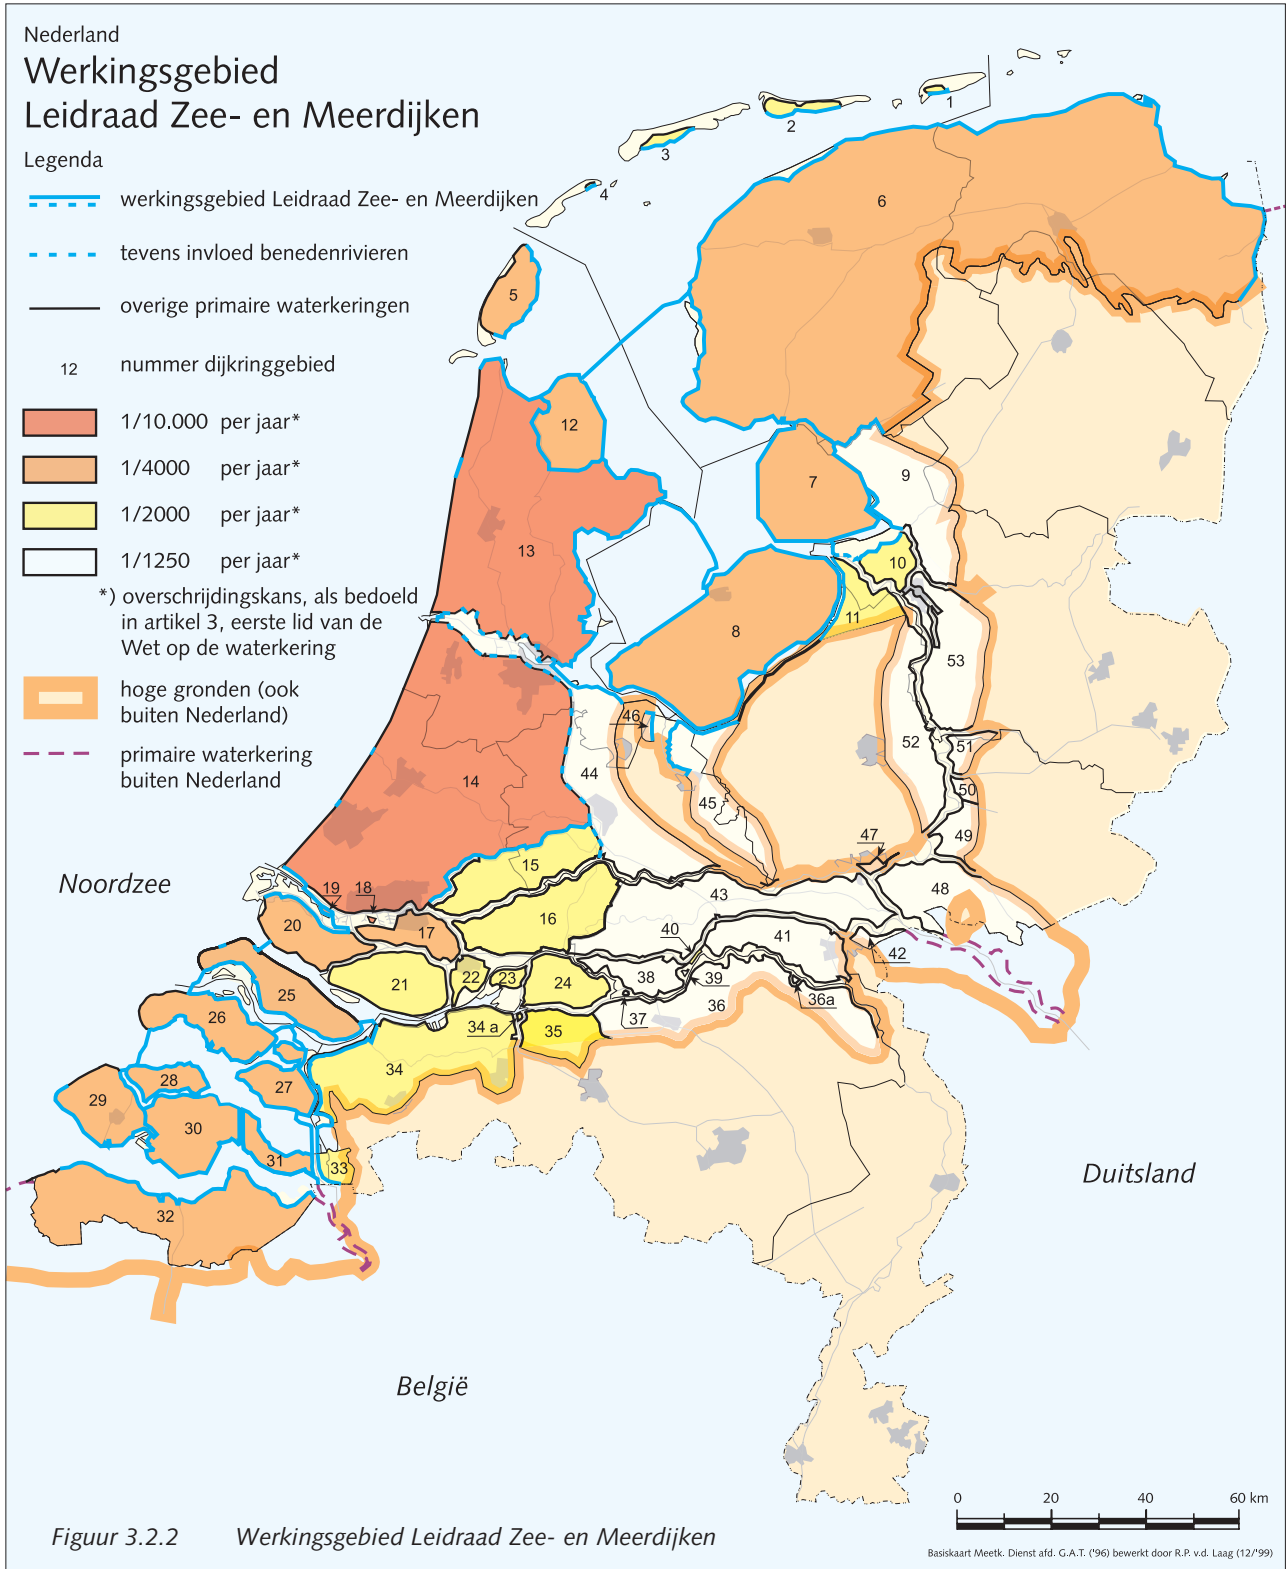 Nederland
Werkingsgebied
Leidraad Zee- en Meerdijken
Legenda
werkingsgebied Leidraad Zee- en Meerdijken
tevens invloed benedenrivieren
overige primaire waterkeringen
12 nummer dijkringgebied
1/10.000 per jaar*
1/4000 per jaar*
1/2000 per jaar*
1/1250 per jaar*
*) overschrijdingskans, als bedoeld
in artikel 3, eerste lid van de
Wet op de waterkering
hoge gronden (ook
buiten Nederland)
primaire waterkering
buiten Nederland
1
2
3
4
5
6
7
8
9
10
11
12
13
14
15
16
17
18
19
20
21
22
23
24
25
26
27
28
29
30
31
32
33
34
34 a
35
36
36a
37
38
39
40
41
42
43
44
45
46
47
48
49
50
51
52
53
Noordzee
Duitsland
België
0 20 40 60 km
Figuur 3.2.2 Werkingsgebied Leidraad Zee- en Meerdijken
Basiskaart Meetk. Dienst afd. G.A.T. ('96) bewerkt door R.P. v.d. Laag (12/'99)